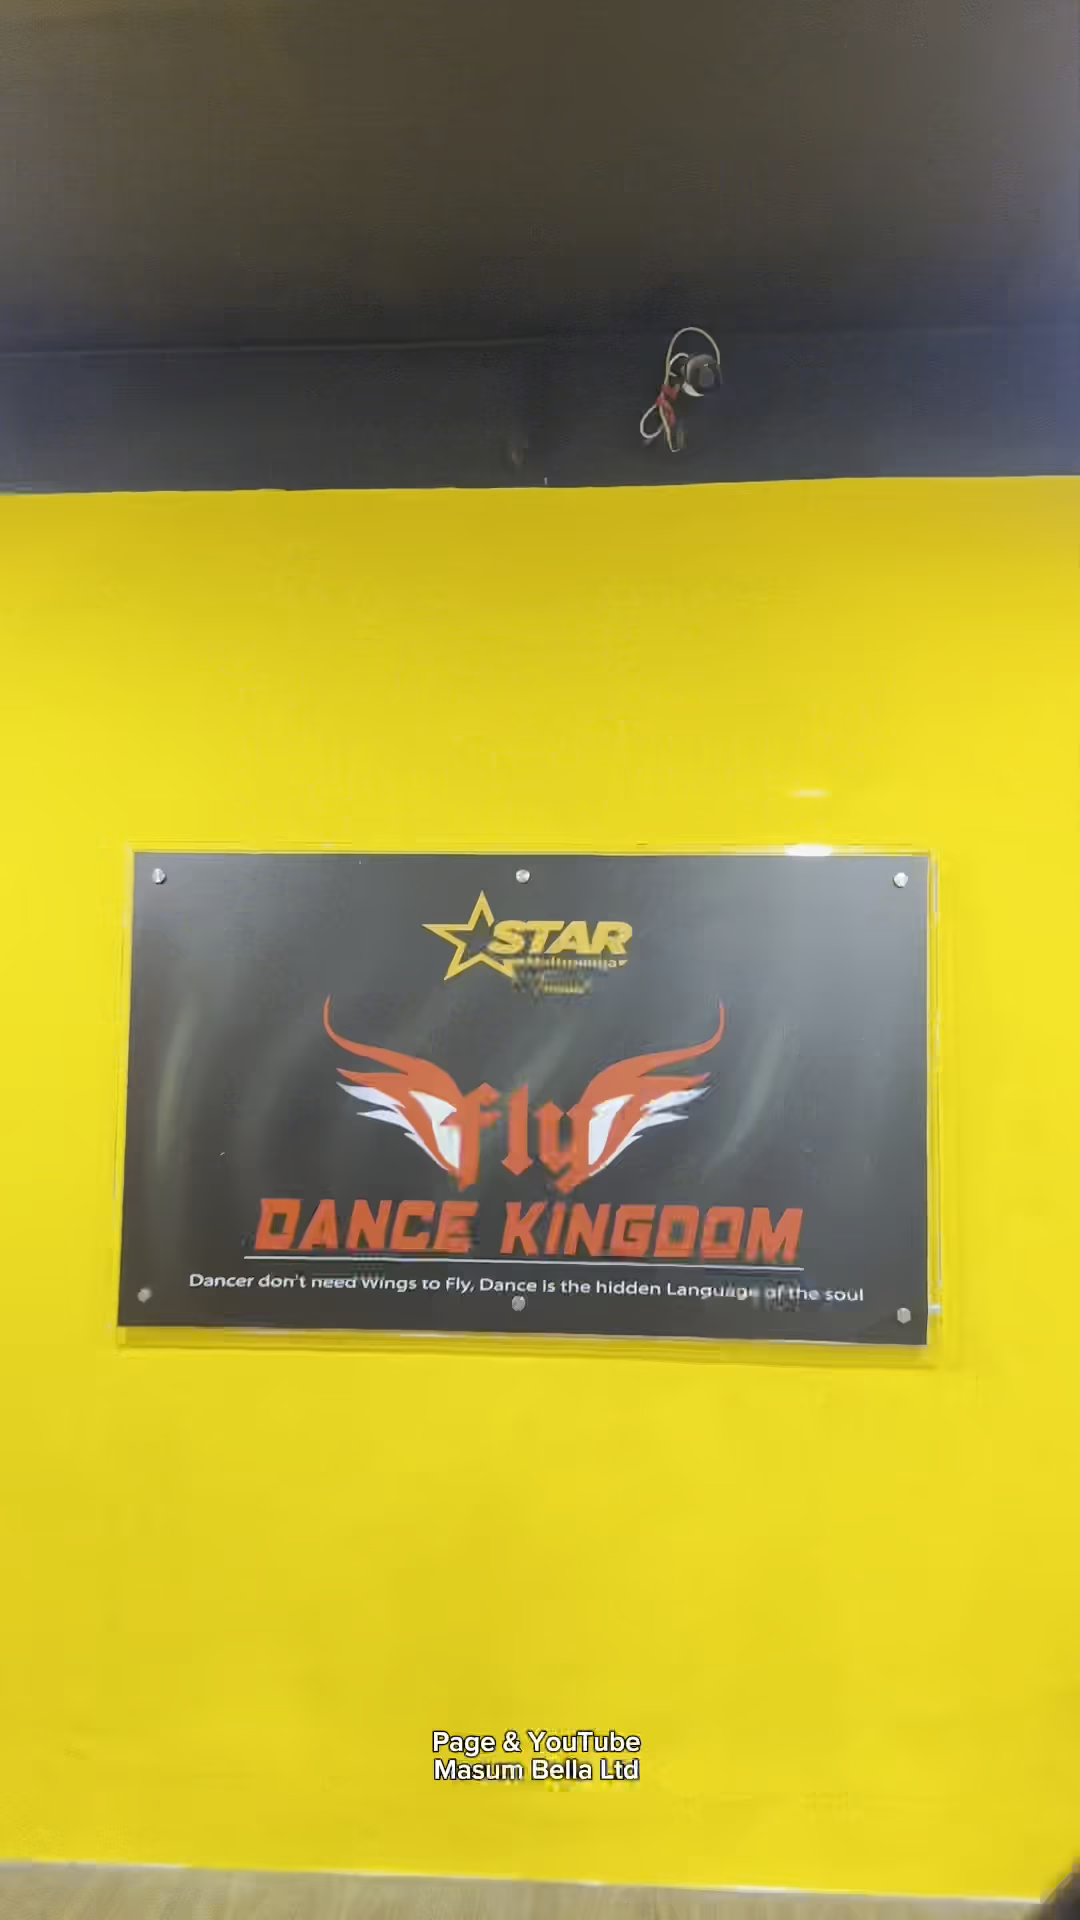 STAR
fly
DANCE KiNGDOM
Dancer don't need Wings to Fly, Dance is the hidden Language of the soul
Page & YouTube
Masum Bella Ltd